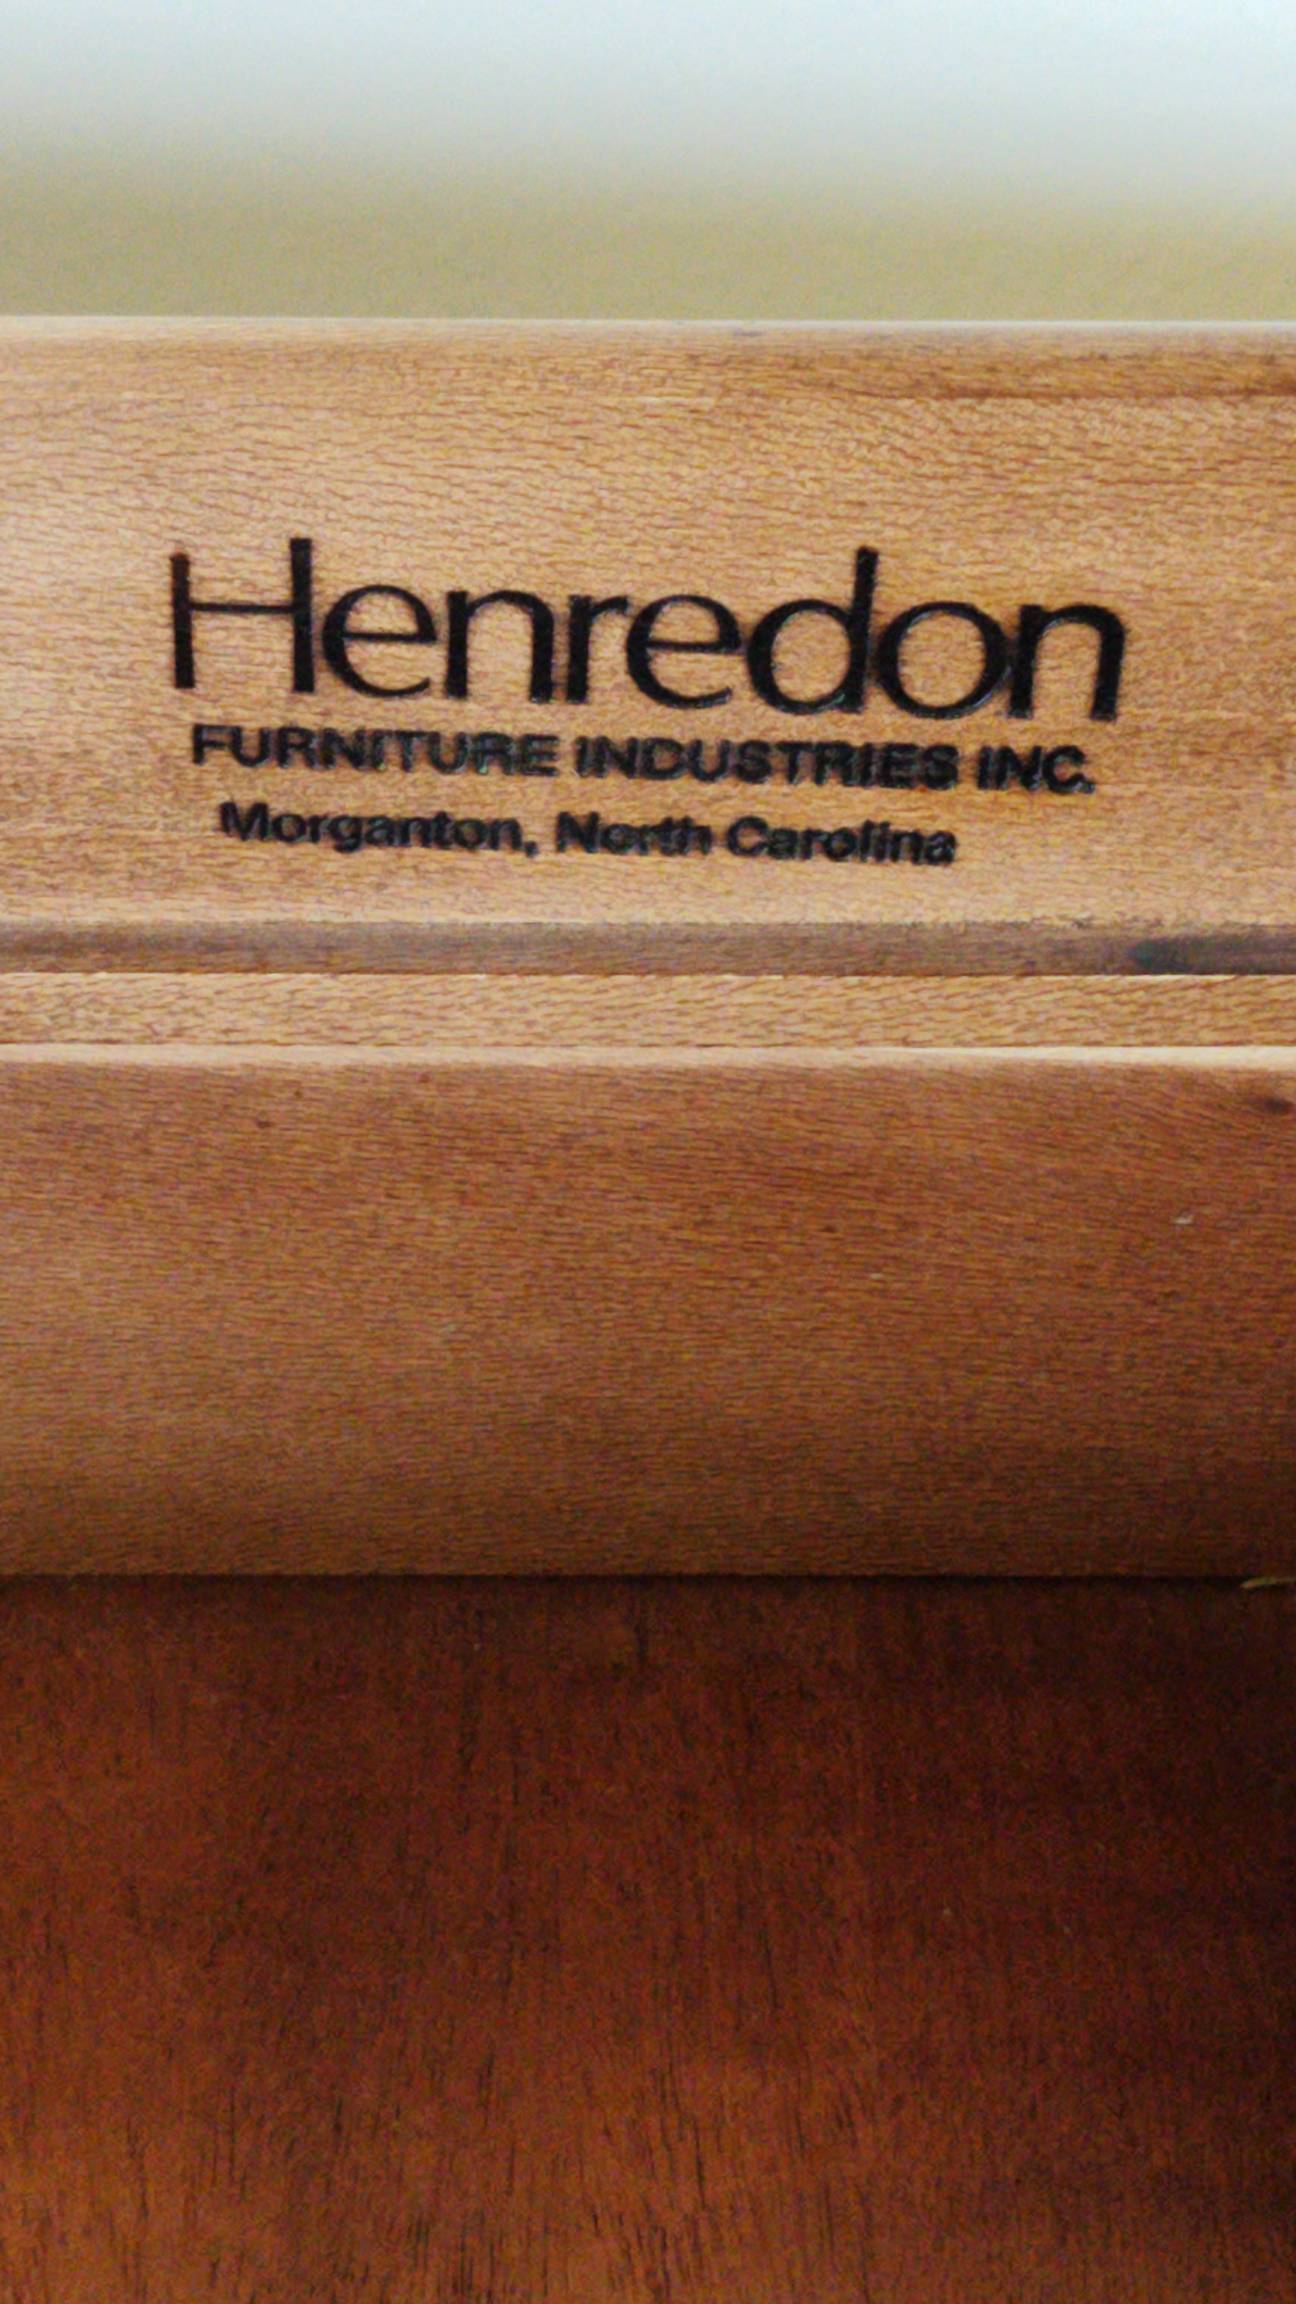 Henredon
FURNITURE INDUSTRIES INC.
Morganton, North Carolina